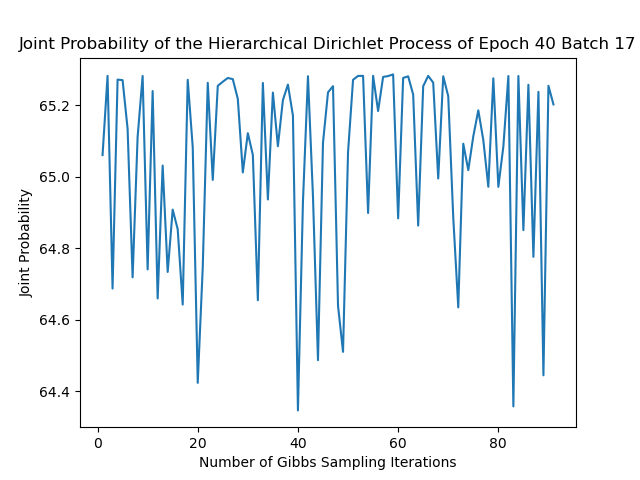 Joint Probability of the Hierarchical Dirichlet Process of Epoch 40 Batch 17
Joint Probability
65.2
65.0
64.8
64.6
64.4
0 20 40 60 80
Number of Gibbs Sampling Iterations